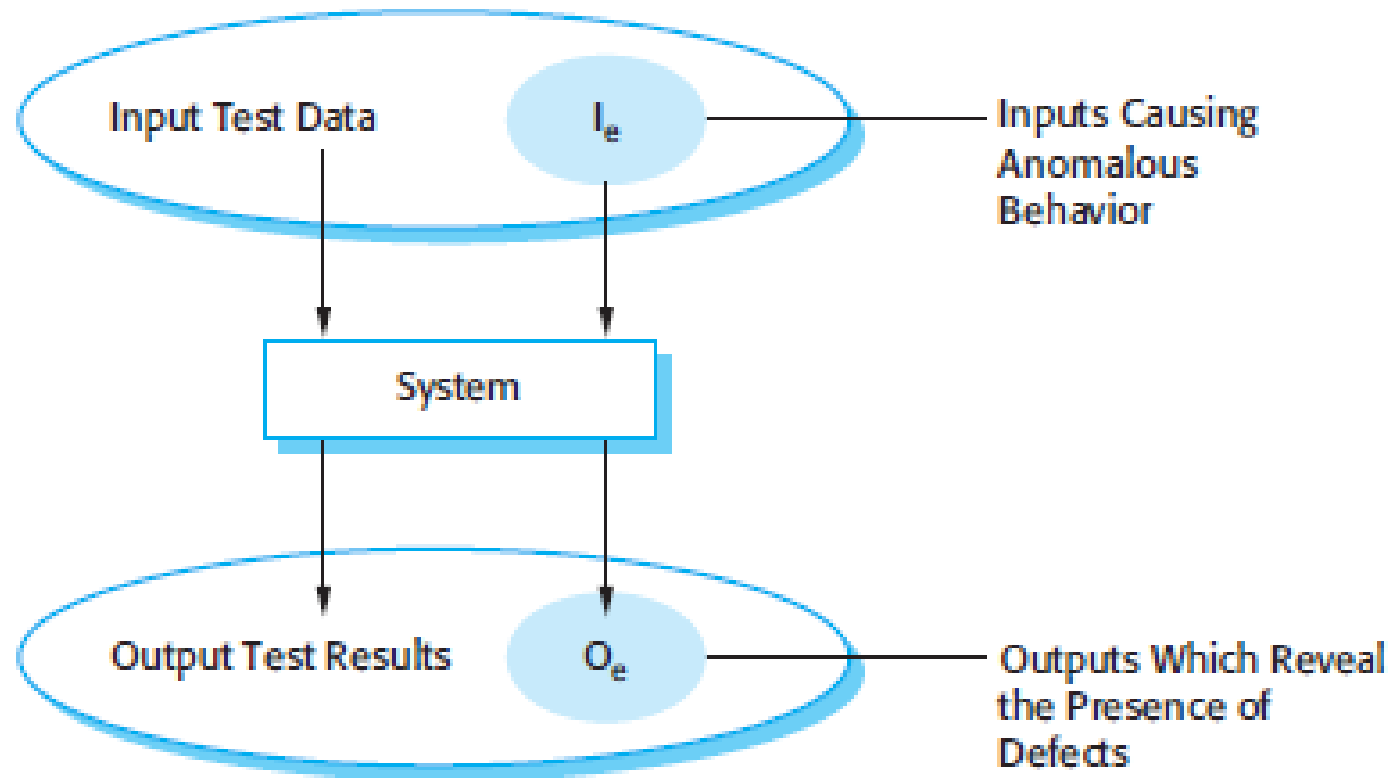 Input Test Data
Iₑ
Inputs Causing
Anomalous
Behavior
System
Output Test Results
Oₑ
Outputs Which Reveal
the Presence of
Defects